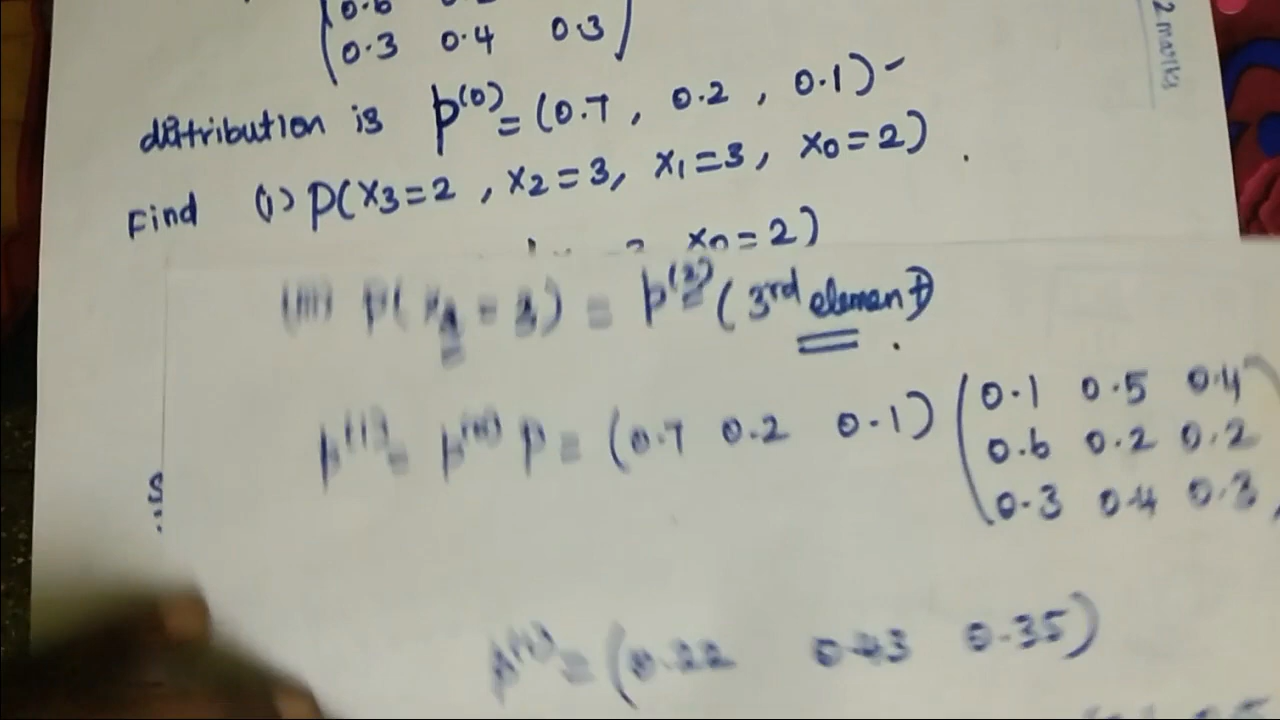 0.6
(0.3 0.4 0.3)
distribution is p(0) = (0.7, 0.2, 0.1)
Find (i) P(X3=2, X2=3, X1=3, X0=2)
X0=2)
(iii) P( = 3) = p(2) (3rd element)
p(1) = p(0) P = (0.7 0.2 0.1) (0.1 0.5 0.4
0.6 0.2 0.2
0.3 0.4 0.3)
p(1) = (0.22 0.43 0.35)
2 marks